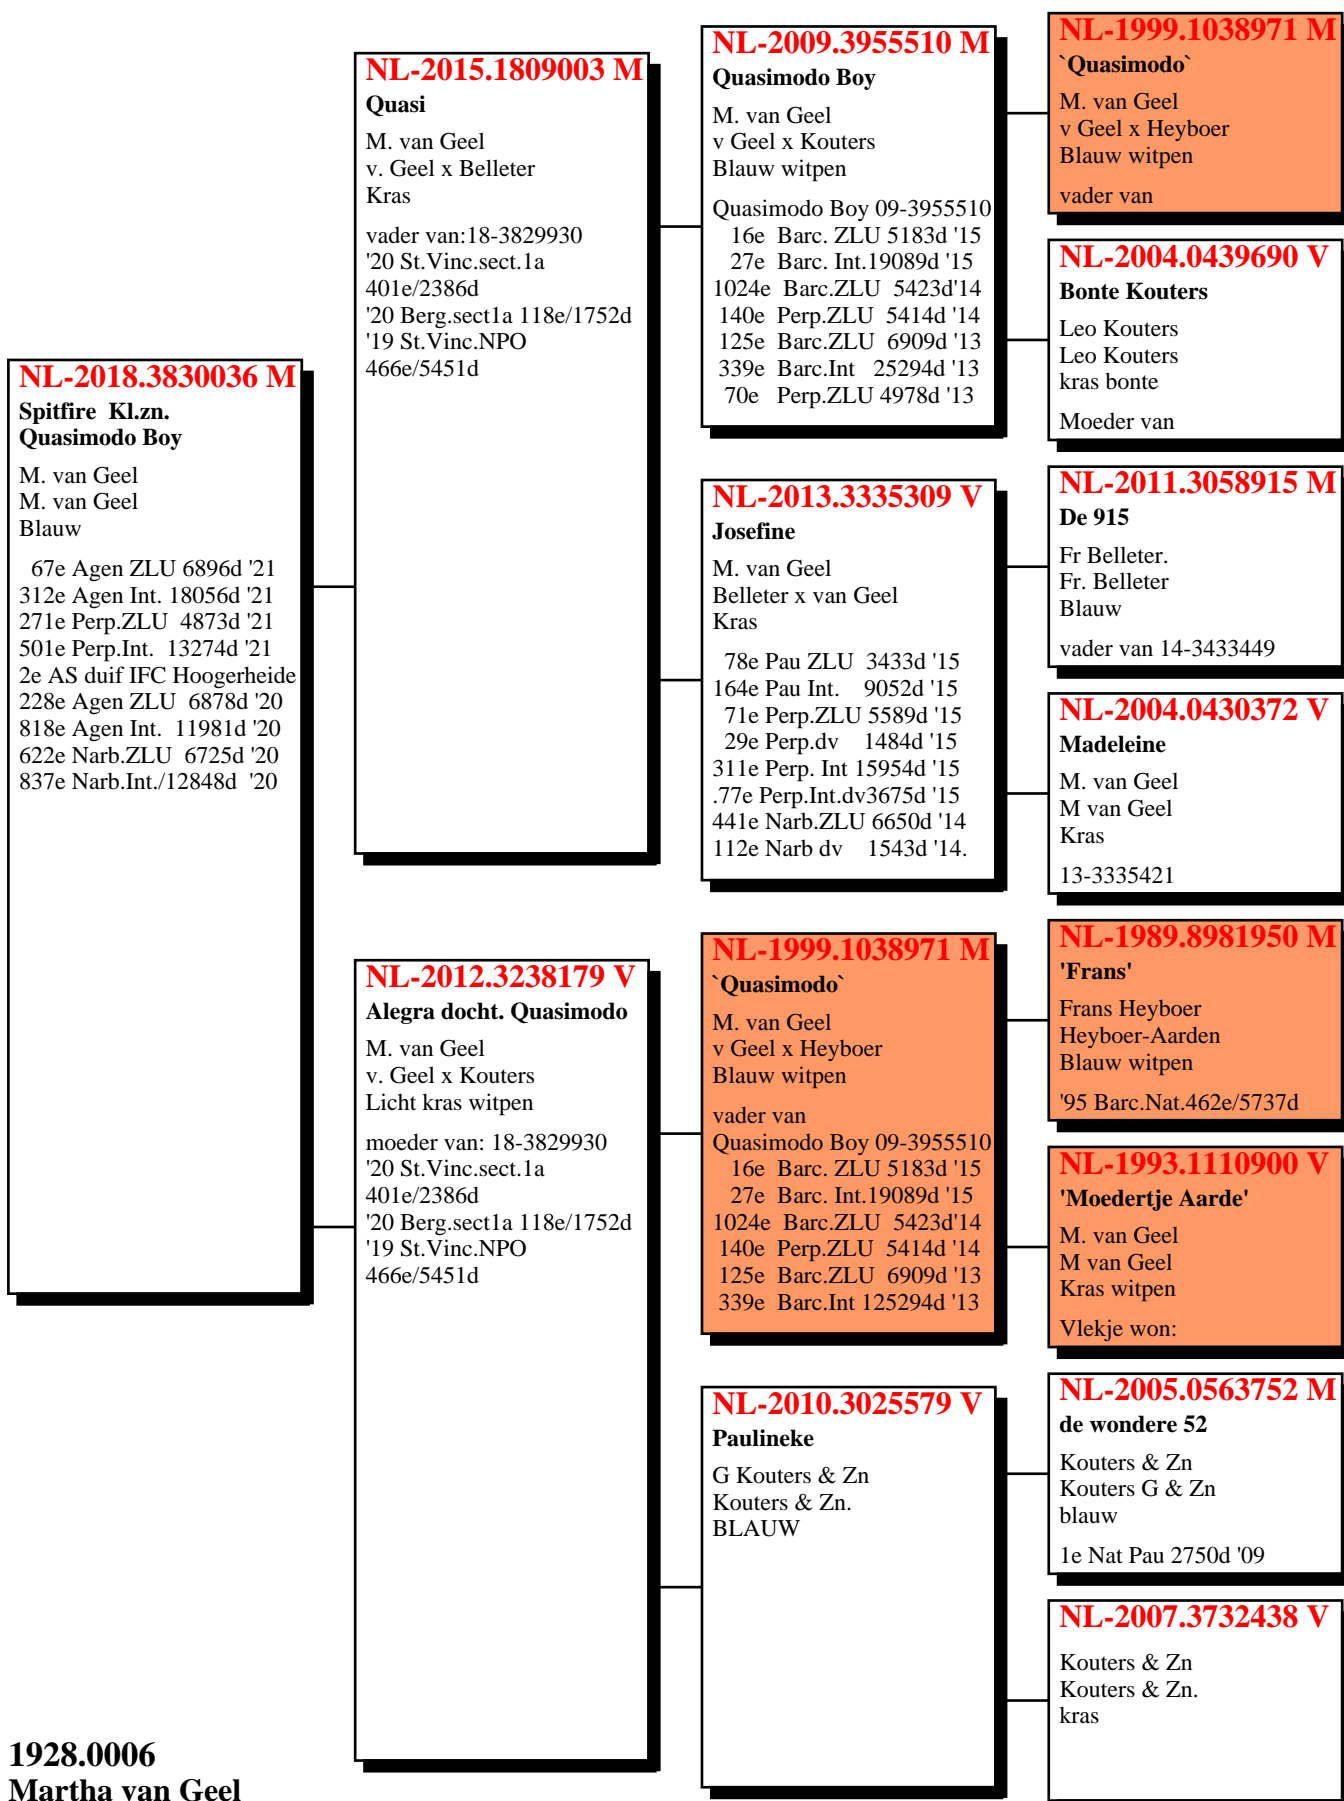 NL-2018.3830036 M
Spitfire Kl.zn.
Quasimodo Boy
M. van Geel
M. van Geel
Blauw
67e Agen ZLU 6896d '21
312e Agen Int. 18056d '21
271e Perp.ZLU 4873d '21
501e Perp.Int. 13274d '21
2e AS duif IFC Hoogerheide
228e Agen ZLU 6878d '20
818e Agen Int. 11981d '20
622e Narb.ZLU 6725d '20
837e Narb.Int./12848d '20
NL-2015.1809003 M
Quasi
M. van Geel
v. Geel x Belleter
Kras
vader van:18-3829930
'20 St.Vinc.sect.1a
401e/2386d
'20 Berg.sect1a 118e/1752d
'19 St.Vinc.NPO
466e/5451d
NL-2012.3238179 V
Alegra docht. Quasimodo
M. van Geel
v. Geel x Kouters
Licht kras witpen
moeder van: 18-3829930
'20 St.Vinc.sect.1a
401e/2386d
'20 Berg.sect1a 118e/1752d
'19 St.Vinc.NPO
466e/5451d
NL-2009.3955510 M
Quasimodo Boy
M. van Geel
v Geel x Kouters
Blauw witpen
Quasimodo Boy 09-3955510
16e Barc. ZLU 5183d '15
27e Barc. Int.19089d '15
1024e Barc.ZLU 5423d'14
140e Perp.ZLU 5414d '14
125e Barc.ZLU 6909d '13
339e Barc.Int 25294d '13
70e Perp.ZLU 4978d '13
NL-2013.3335309 V
Josefine
M. van Geel
Belleter x van Geel
Kras
78e Pau ZLU 3433d '15
164e Pau Int. 9052d '15
71e Perp.ZLU 5589d '15
29e Perp.dv 1484d '15
311e Perp. Int 15954d '15
.77e Perp.Int.dv3675d '15
441e Narb.ZLU 6650d '14
112e Narb dv 1543d '14.
NL-1999.1038971 M
`Quasimodo`
M. van Geel
v Geel x Heyboer
Blauw witpen
vader van
Quasimodo Boy 09-3955510
16e Barc. ZLU 5183d '15
27e Barc. Int.19089d '15
1024e Barc.ZLU 5423d'14
140e Perp.ZLU 5414d '14
125e Barc.ZLU 6909d '13
339e Barc.Int 125294d '13
NL-2010.3025579 V
Paulineke
G Kouters & Zn
Kouters & Zn.
BLAUW
NL-1999.1038971 M
`Quasimodo`
M. van Geel
v Geel x Heyboer
Blauw witpen
vader van
NL-2004.0439690 V
Bonte Kouters
Leo Kouters
Leo Kouters
kras bonte
Moeder van
NL-2011.3058915 M
De 915
Fr Belleter.
Fr. Belleter
Blauw
vader van 14-3433449
NL-2004.0430372 V
Madeleine
M. van Geel
M van Geel
Kras
13-3335421
NL-1989.8981950 M
'Frans'
Frans Heyboer
Heyboer-Aarden
Blauw witpen
'95 Barc.Nat.462e/5737d
NL-1993.1110900 V
'Moedertje Aarde'
M. van Geel
M van Geel
Kras witpen
Vlekje won:
NL-2005.0563752 M
de wondere 52
Kouters & Zn
Kouters G & Zn
blauw
1e Nat Pau 2750d '09
NL-2007.3732438 V
Kouters & Zn
Kouters & Zn.
kras
1928.0006
Martha van Geel